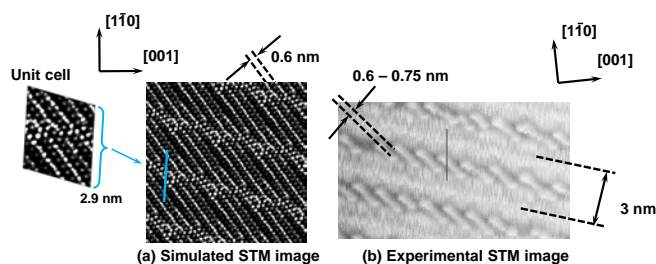 [11̄0]
[001]
0.6 nm
Unit cell
2.9 nm
(a) Simulated STM image
[11̄0]
[001]
0.6 – 0.75 nm
3 nm
(b) Experimental STM image